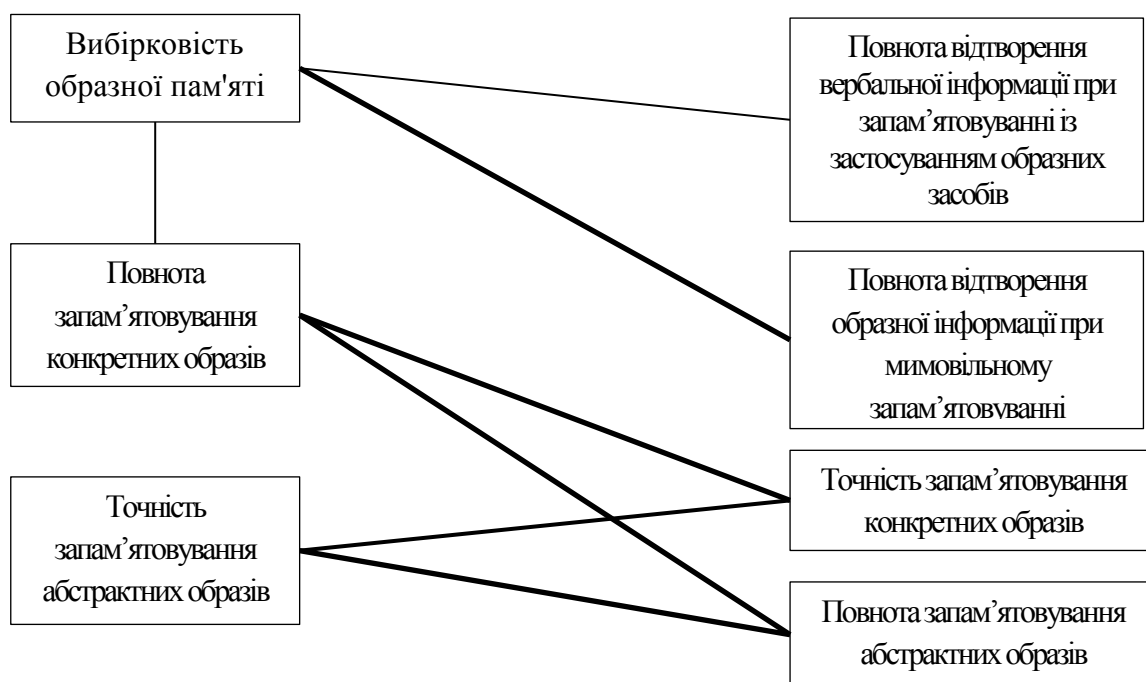 Вибірковість
образної пам'яті
Повнота
запам’ятовування
конкретних образів
Точність
запам’ятовування
абстрактних образів
Повнота відтворення
вербальної інформації при
запам’ятовуванні із
застосуванням образних
засобів
Повнота відтворення
образної інформації при
мимовільному
запам’ятовуванні
Точність запам’ятовування
конкретних образів
Повнота запам’ятовування
абстрактних образів